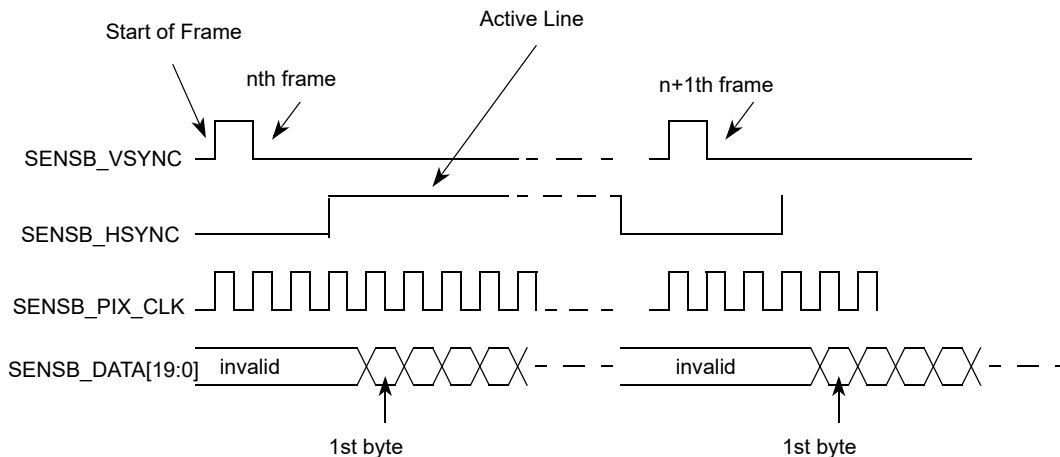 Active Line
Start of Frame
nth frame
n+1th frame
SENSB_VSYNC
SENSB_HSYNC
SENSB_PIX_CLK
SENSB_DATA[19:0]
invalid
invalid
1st byte
1st byte